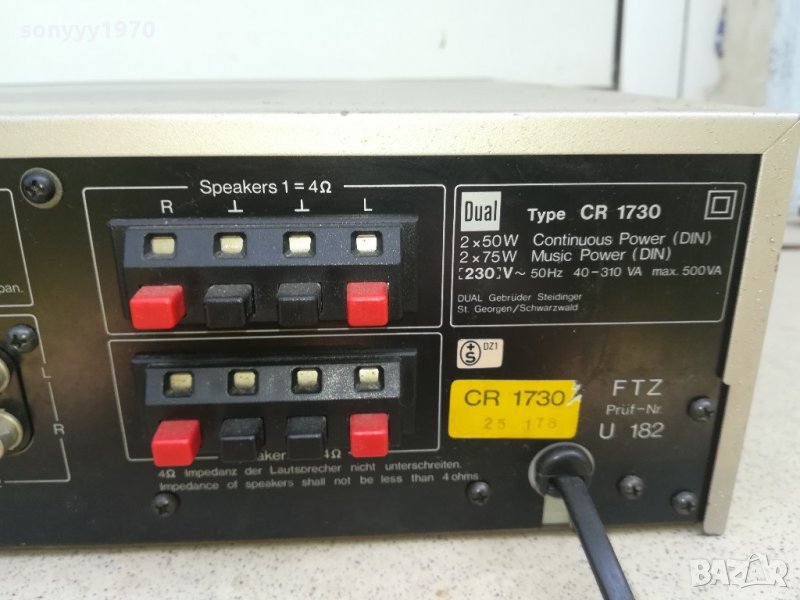 sonyyy1970
Speakers 1 = 4Ω
R ⊥ ⊥ L
Dual Type CR 1730
2 x 50W Continuous Power (DIN)
2 x 75W Music Power (DIN)
[230]V ~ 50Hz 40-310 VA max. 500VA
DUAL Gebrüder Steidinger
St. Georgen/Schwarzwald
pan.
+S DZ1
L
R
CR 1730
25 178
FTZ
Prüf-Nr.
U 182
4Ω
4Ω Impedanz der Lautsprecher nicht unterschreiten.
Impedance of speakers shall not be less than 4 ohms.
BAZAR